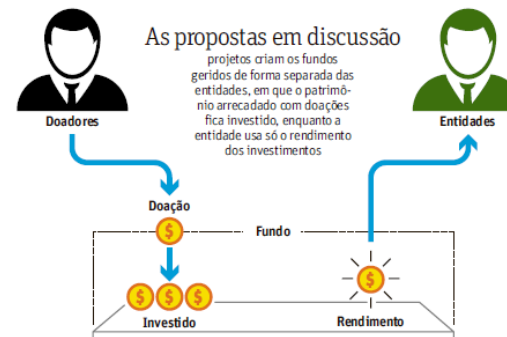 As propostas em discussão
projetos criam os fundos
geridos de forma separada das
entidades, em que o patrimô-
nio arrecadado com doações
fica investido, enquanto a
entidade usa só o rendimento
dos investimentos
Doadores
Entidades
Doação
$
Fundo
$ $ $
$
Investido
Rendimento